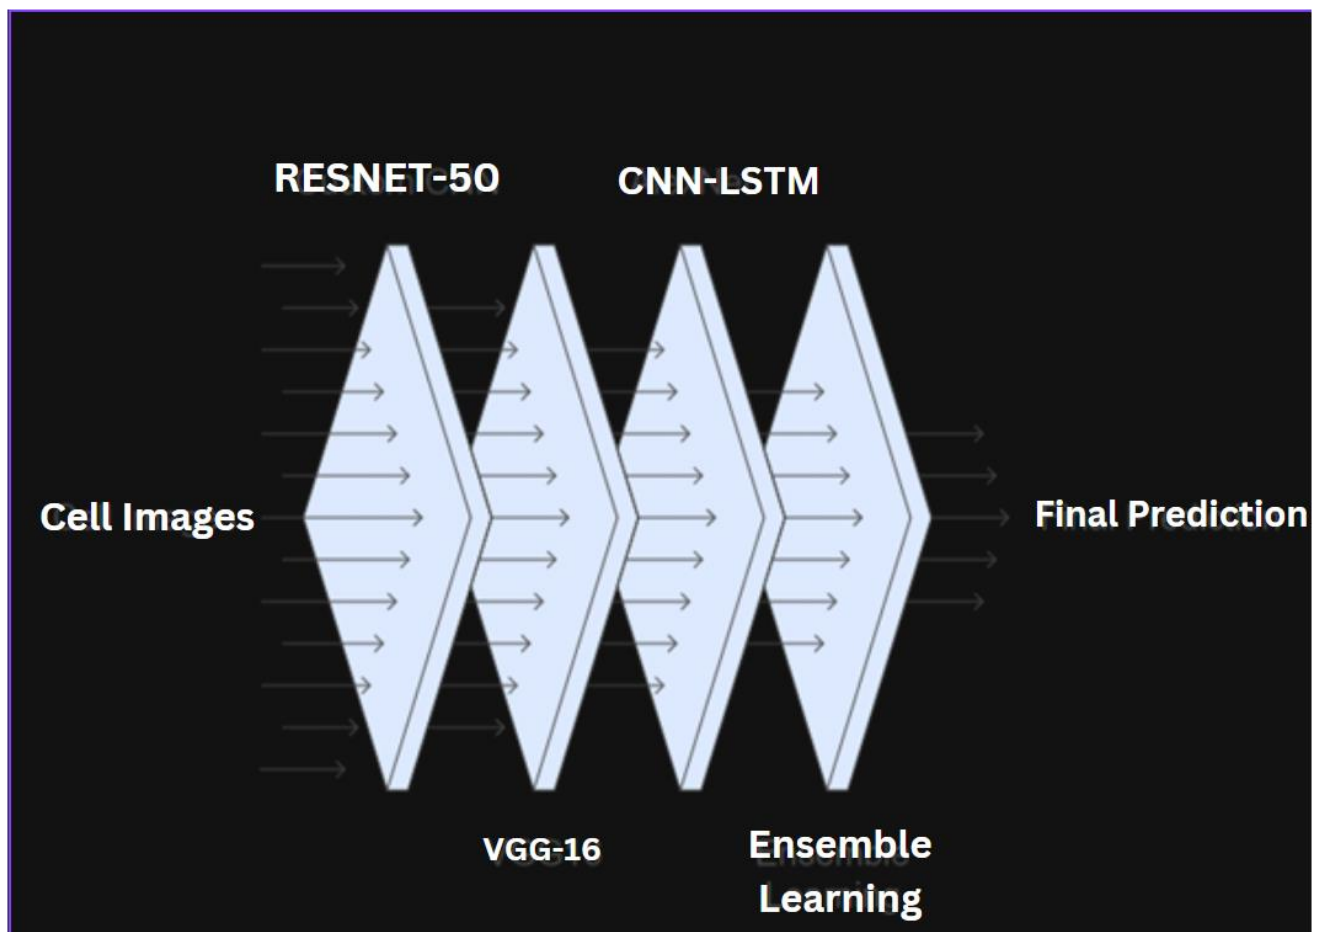 RESNET-50
CNN-LSTM
Cell Images
Final Prediction
VGG-16
Ensemble
Learning